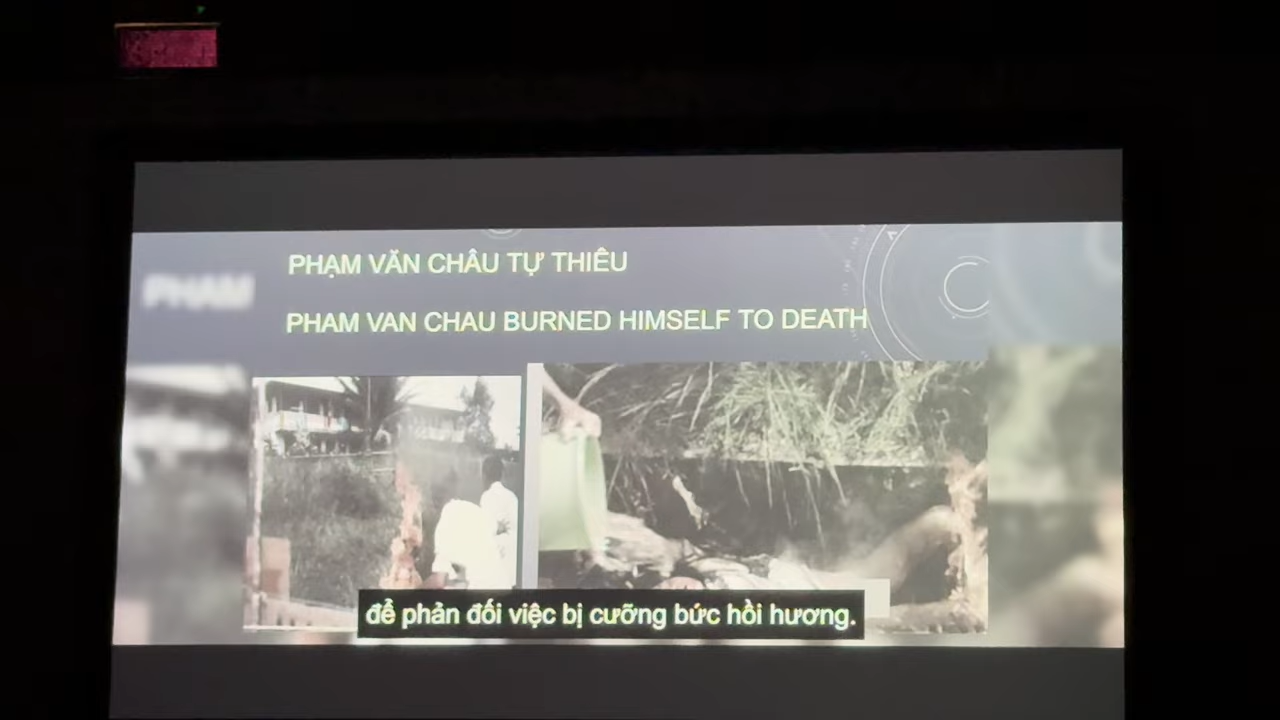 PHẠM VĂN CHÂU TỰ THIÊU
PHAM
PHAM VAN CHAU BURNED HIMSELF TO DEATH
để phản đối việc bị cưỡng bức hồi hương.